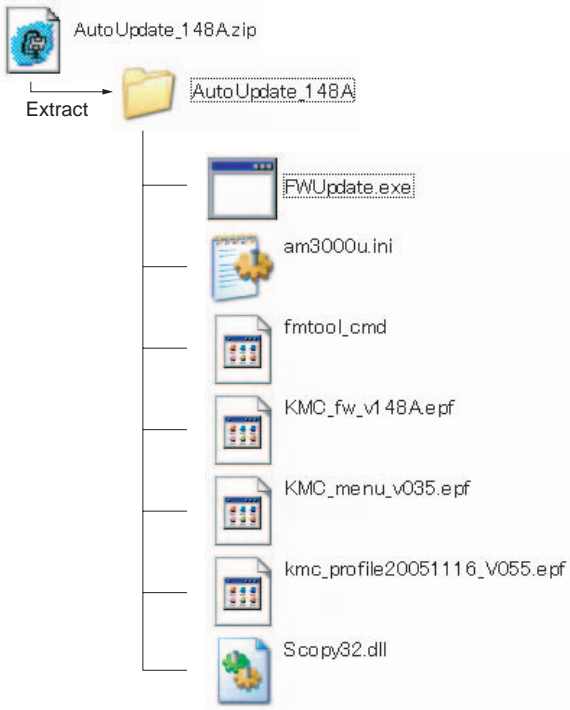 AutoUpdate_148A.zip
Extract
AutoUpdate_148A
FWUpdate.exe
am3000u.ini
fmtool_cmd
KMC_fw_v148A.epf
KMC_menu_v035.epf
kmc_profile20051116_V055.epf
Scopy32.dll